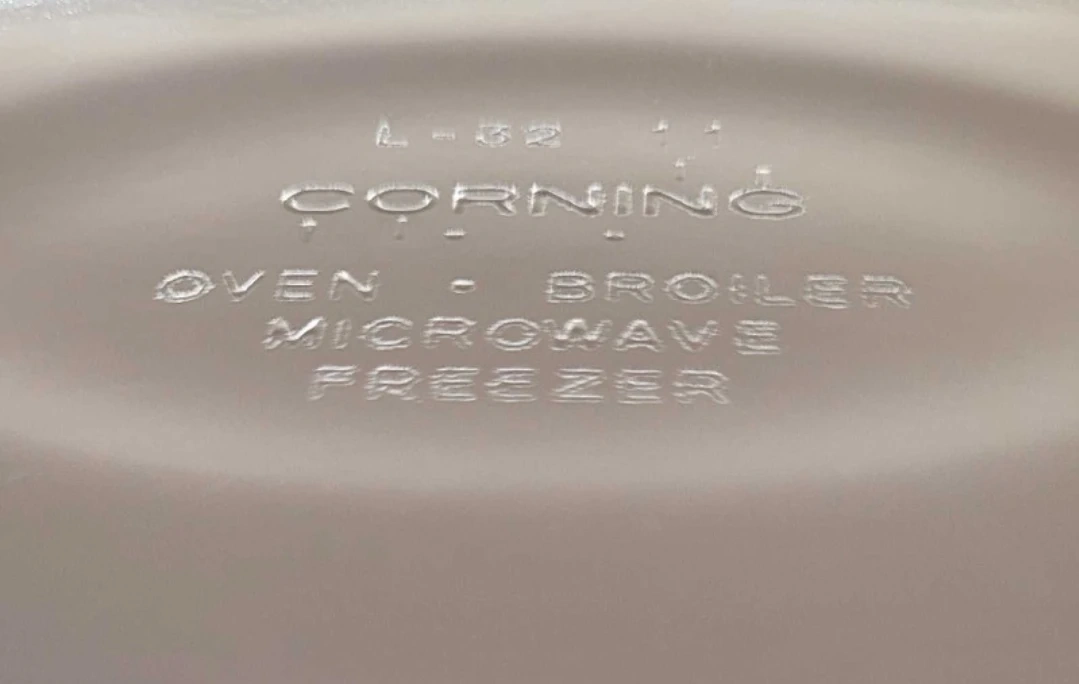 L-32
CORNING
OVEN · BROILER
MICROWAVE
FREEZER